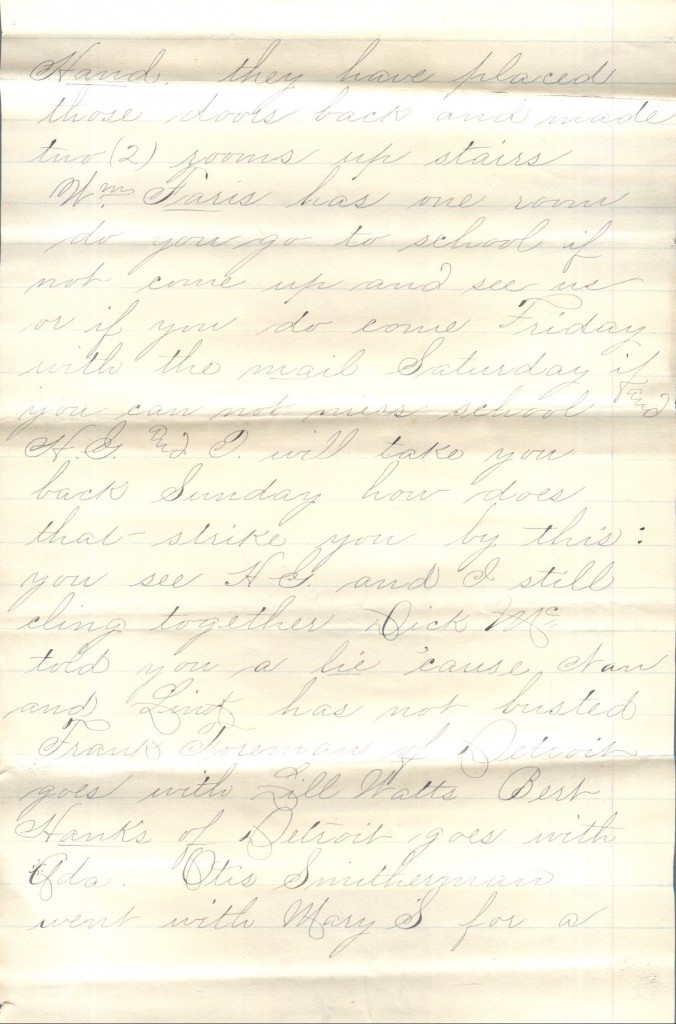 Hand. they have placed
those doors back and made
two (2) rooms up stairs
Wm Faris has one room
do you go to school if
not come up and see us
or if you do come Friday
with the mail Saturday if
you can not miss school and
H.G. and I. will take you
back Sunday how does
that - strike you by this:
you see H.G. and I still
cling together Dick Mc
told you a lie 'cause Nan
and Lint has not busted
Frank Foreman of Detroit
goes with Lill Watts Bert
Hanks of Detroit goes with
Ada. Otis Smitherman
went with Mary S for a